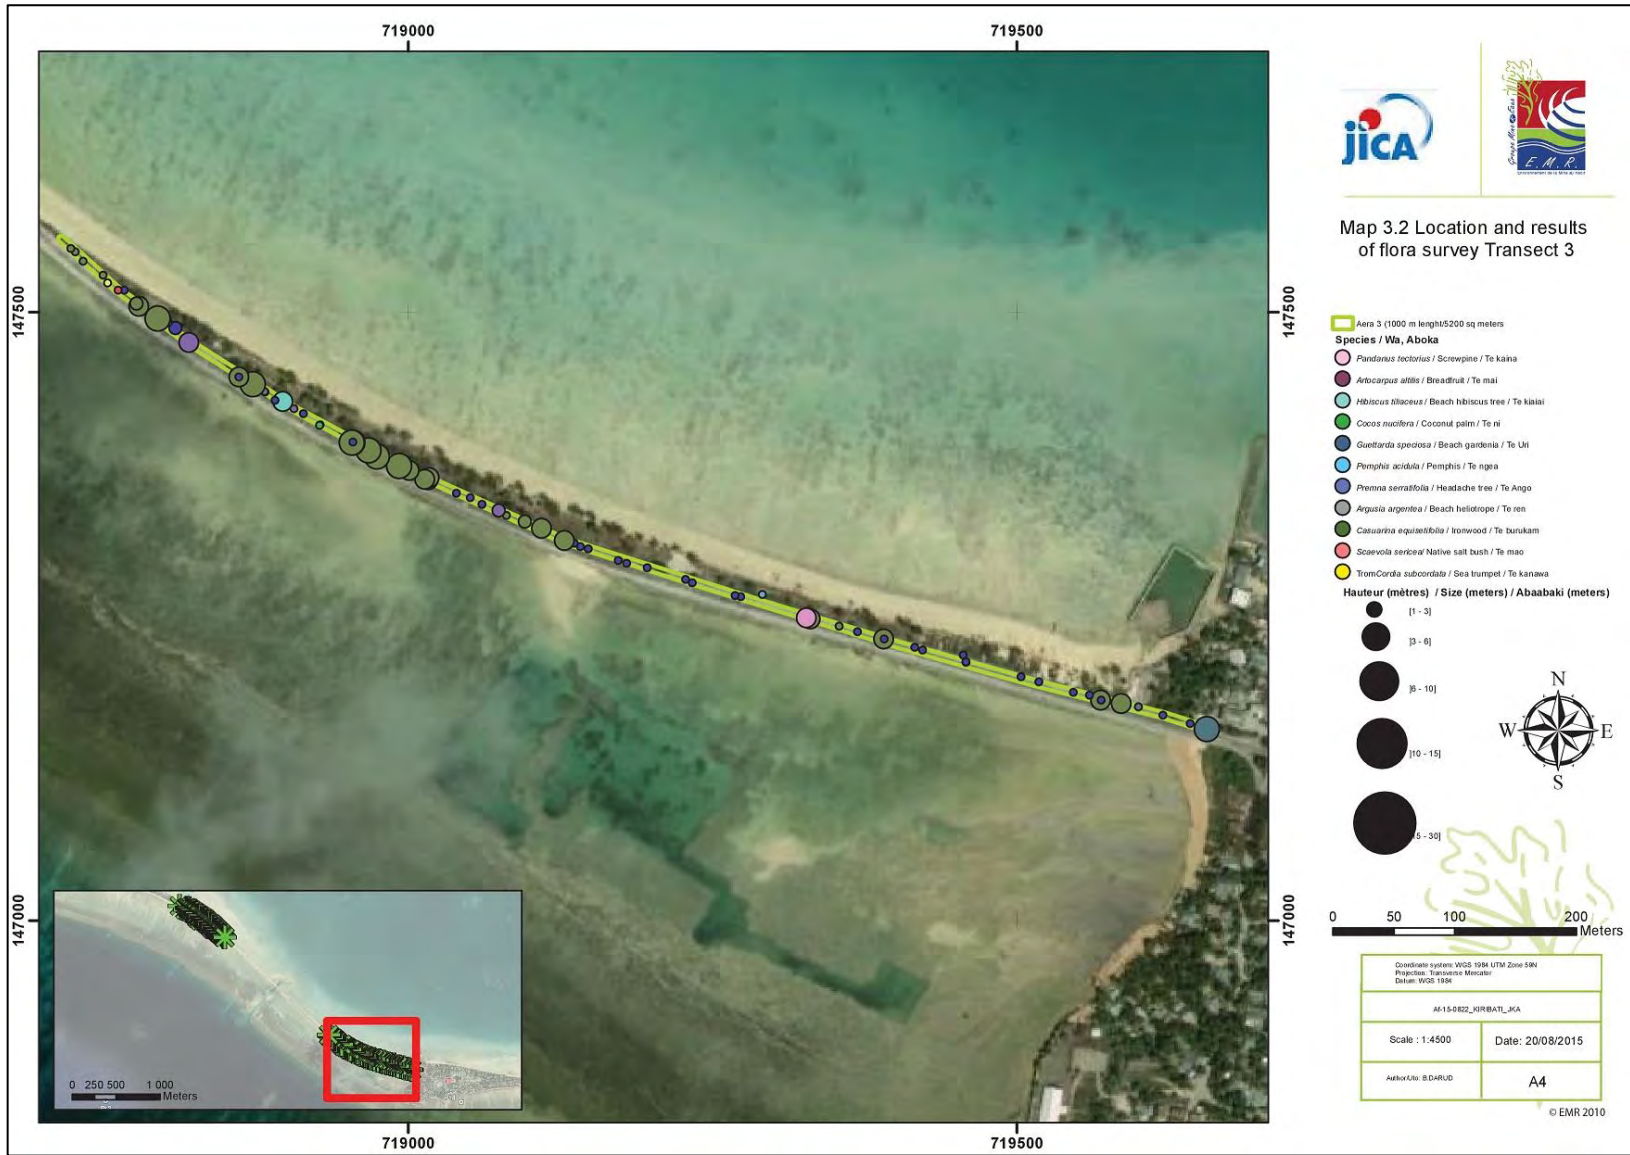 719000
719500
147500
147500
147000
147000
719000
719500
0 250 500 1 000
Meters
jICA
Groupe Mine et Eaux
E. M. R.
Map 3.2 Location and results
of flora survey Transect 3
Aera 3 (1000 m lenght/5200 sq meters
Species / Wa, Aboka
Pandanus tectorius / Screwpine / Te kaina
Artocarpus altilis / Breadfruit / Te mai
Hibiscus tiliaceus / Beach hibiscus tree / Te kiaiai
Cocos nucifera / Coconut palm / Te ni
Guettarda speciosa / Beach gardenia / Te Uri
Pemphis acidula / Pemphis / Te ngea
Premna serratifolia / Headache tree / Te Ango
Argusia argentea / Beach heliotrope / Te ren
Casuarina equisetifolia / Ironwood / Te burukam
Scaevola sericea/ Native salt bush / Te mao
TromCordia subcordata / Sea trumpet / Te kanawa
Hauteur (mètres) / Size (meters) / Abaabaki (meters)
[1 - 3]
]3 - 6]
]6 - 10]
]10 - 15]
5 - 30]
N
W E
S
0 50 100 200
Meters
Coordinate system: WGS 1984 UTM Zone 59N
Projection: Transverse Mercator
Datum: WGS 1984
Af-15-0822_KIRIBATI_JKA
Scale : 1:4500
Date: 20/08/2015
Author/Uto: B.DARUD
A4
© EMR 2010